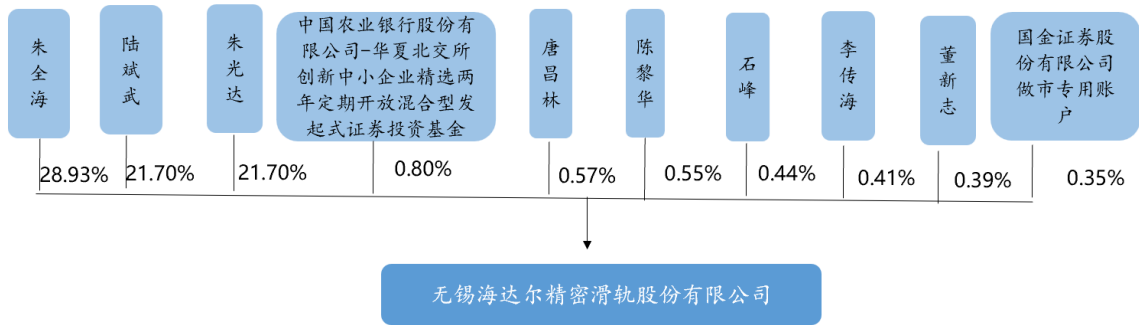 朱全海
陆斌武
朱光达
中国农业银行股份有
限公司-华夏北交所
创新中小企业精选两
年定期开放混合型发
起式证券投资基金
唐昌林
陈黎华
石峰
李传海
董新志
国金证券股
份有限公司
做市专用账
户
28.93%
21.70%
21.70%
0.80%
0.57%
0.55%
0.44%
0.41%
0.39%
0.35%
无锡海达尔精密滑轨股份有限公司